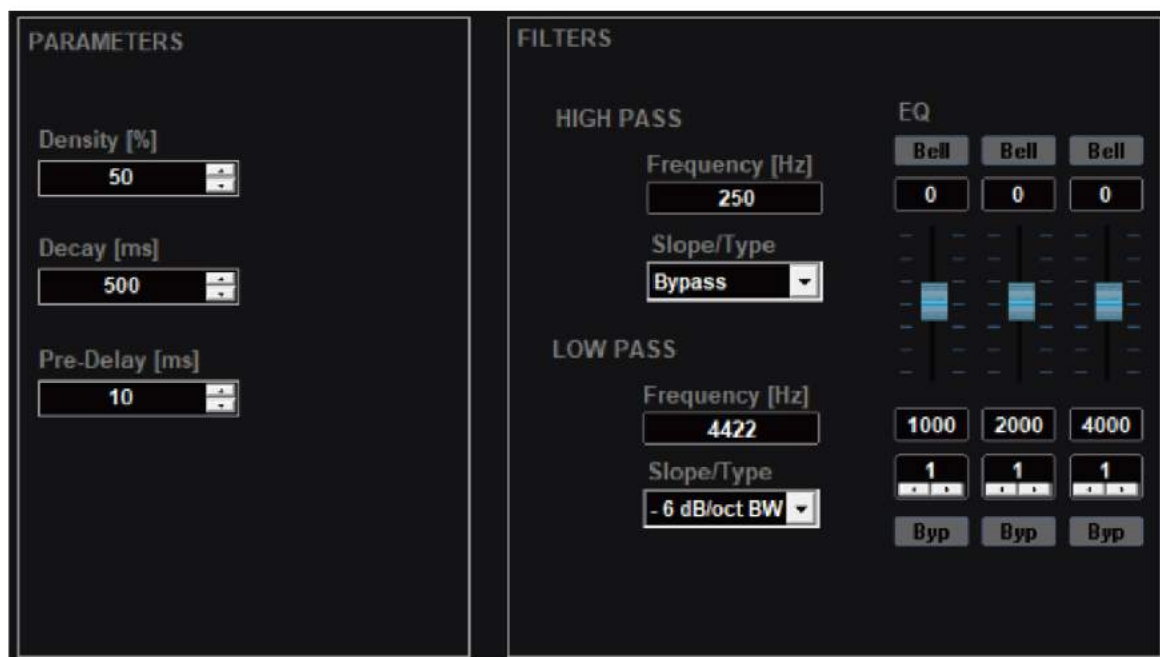 PARAMETERS
Density [%]
50
Decay [ms]
500
Pre-Delay [ms]
10
FILTERS
HIGH PASS
Frequency [Hz]
250
Slope/Type
Bypass
LOW PASS
Frequency [Hz]
4422
Slope/Type
- 6 dB/oct BW
EQ
Bell Bell Bell
0 0 0
1000 2000 4000
1 1 1
Byp Byp Byp